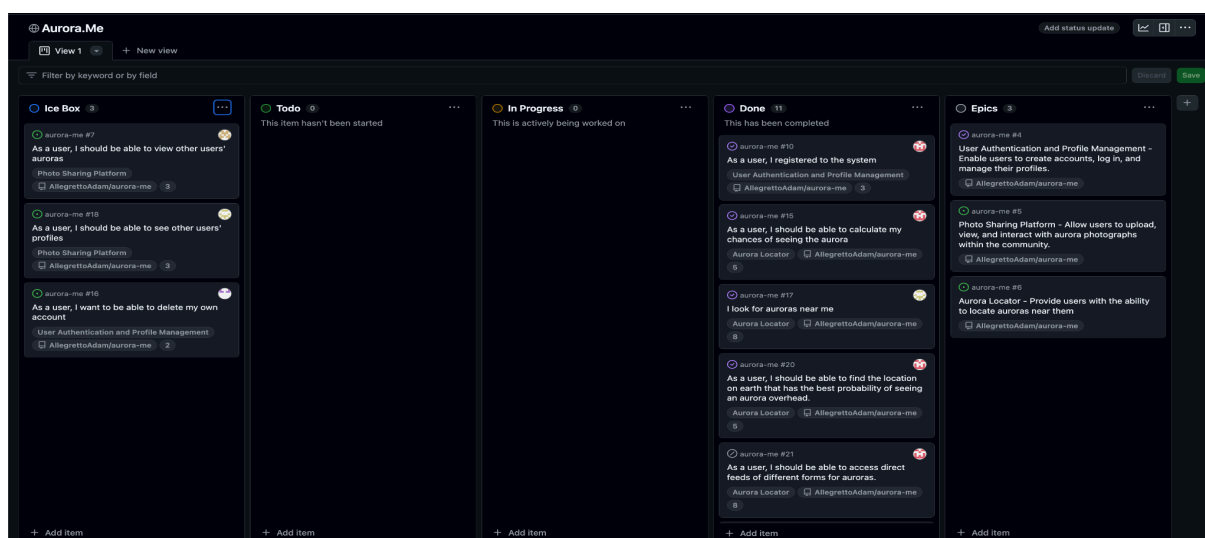 Aurora.Me
Add status update
View 1
+ New view
Filter by keyword or by field
Discard
Save
Ice Box 3
aurora-me #7
As a user, I should be able to view other users'
auroras
Photo Sharing Platform
AllegrettoAdam/aurora-me 3
aurora-me #18
As a user, I should be able to see other users'
profiles
Photo Sharing Platform
AllegrettoAdam/aurora-me 3
aurora-me #16
As a user, I want to be able to delete my own
account
User Authentication and Profile Management
AllegrettoAdam/aurora-me 2
+ Add item
Todo 0
This item hasn't been started
+ Add item
In Progress 0
This is actively being worked on
+ Add item
Done 11
This has been completed
aurora-me #10
As a user, I registered to the system
User Authentication and Profile Management
AllegrettoAdam/aurora-me 3
aurora-me #15
As a user, I should be able to calculate my
chances of seeing the aurora
Aurora Locator AllegrettoAdam/aurora-me
5
aurora-me #17
I look for auroras near me
Aurora Locator AllegrettoAdam/aurora-me
8
aurora-me #20
As a user, I should be able to find the location
on earth that has the best probability of seeing
an aurora overhead.
Aurora Locator AllegrettoAdam/aurora-me
5
aurora-me #21
As a user, I should be able to access direct
feeds of different forms for auroras.
Aurora Locator AllegrettoAdam/aurora-me
8
+ Add item
Epics 3
aurora-me #4
User Authentication and Profile Management -
Enable users to create accounts, log in, and
manage their profiles.
AllegrettoAdam/aurora-me
aurora-me #5
Photo Sharing Platform - Allow users to upload,
view, and interact with aurora photographs
within the community.
AllegrettoAdam/aurora-me
aurora-me #6
Aurora Locator - Provide users with the ability
to locate auroras near them
AllegrettoAdam/aurora-me
+ Add item